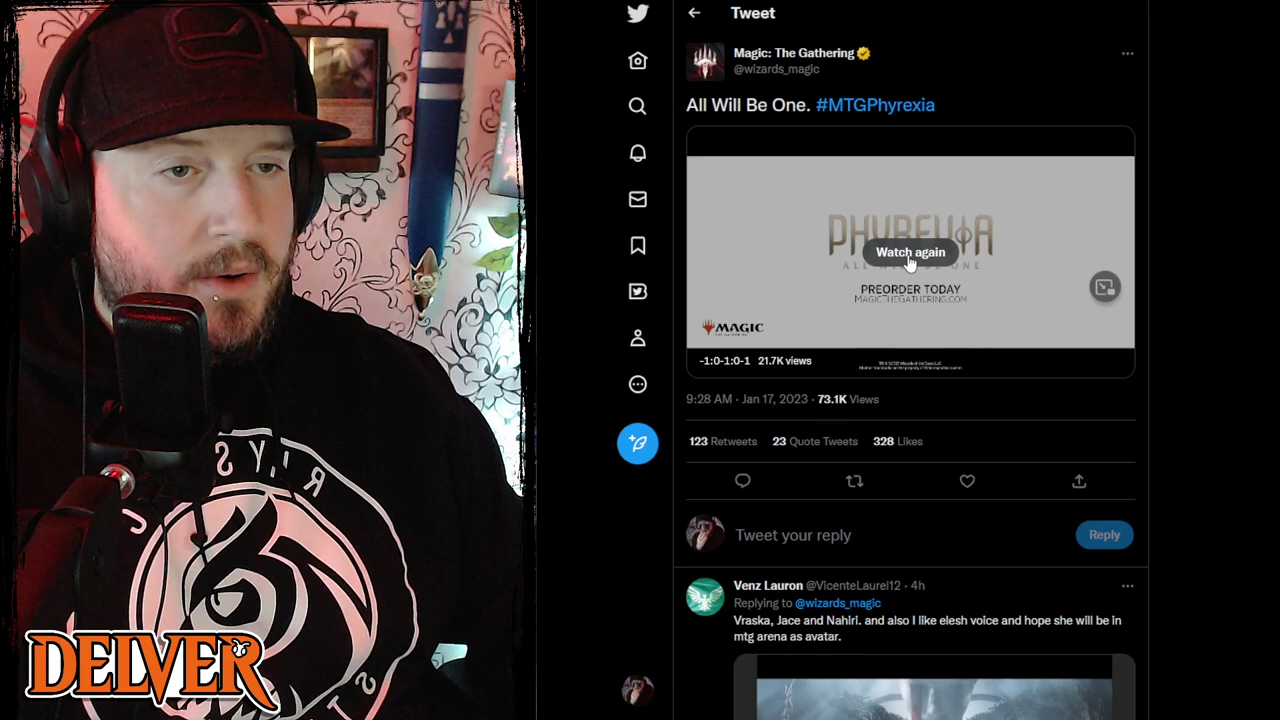 DELVER
Tweet
Magic: The Gathering
@wizards_magic
All Will Be One. #MTGPhyrexia
Watch again
PREORDER TODAY
MAGICTHEGATHERING.COM
MAGIC
-1:0-1:0-1 21.7K views
9:28 AM · Jan 17, 2023 · 73.1K Views
123 Retweets 23 Quote Tweets 328 Likes
Tweet your reply
Reply
Venz Lauron @VicenteLaurel12 · 4h
Replying to @wizards_magic
Vraska, Jace and Nahiri. and also I like elesh voice and hope she will be in
mtg arena as avatar.